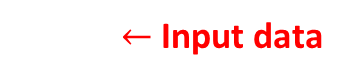 ← Input data